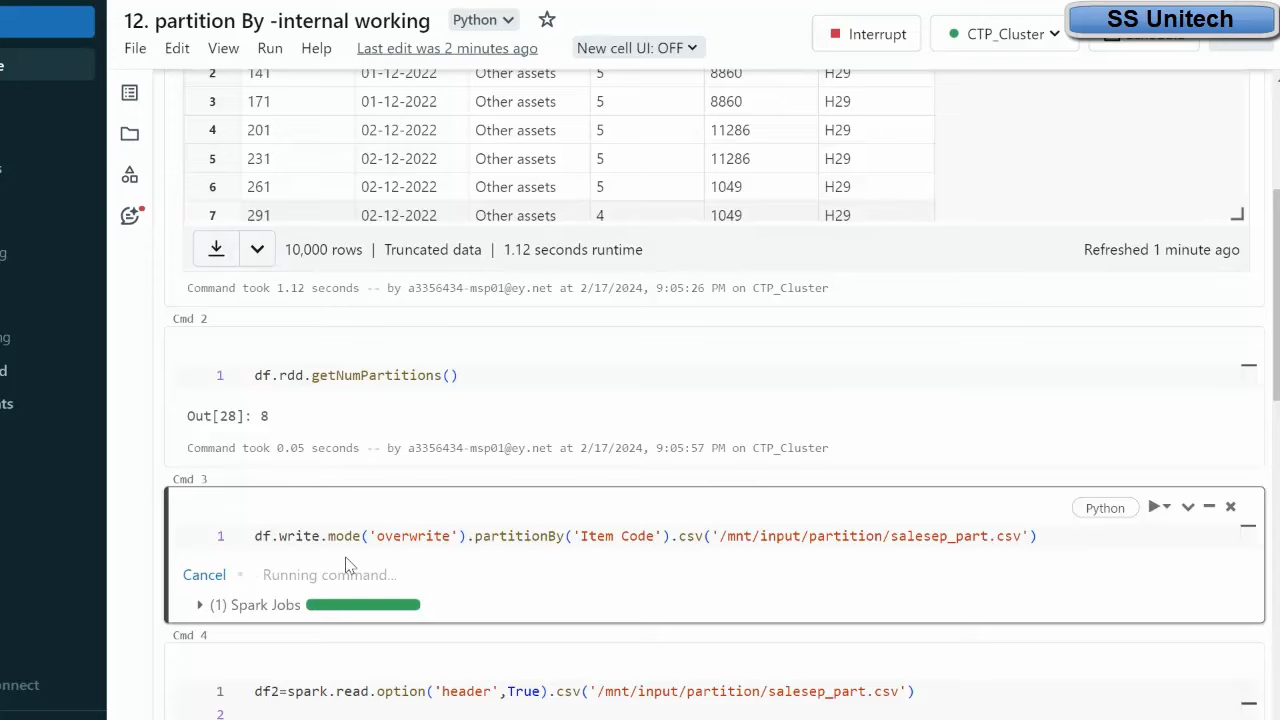 12. partition By -internal working Python
SS Unitech
File Edit View Run Help Last edit was 2 minutes ago New cell UI: OFF Interrupt CTP_Cluster
e
2 141 01-12-2022 Other assets 5 8860 H29
3 171 01-12-2022 Other assets 5 8860 H29
4 201 02-12-2022 Other assets 5 11286 H29
5 231 02-12-2022 Other assets 5 11286 H29
6 261 02-12-2022 Other assets 5 1049 H29
7 291 02-12-2022 Other assets 4 1049 H29
s
g
10,000 rows | Truncated data | 1.12 seconds runtime Refreshed 1 minute ago
Command took 1.12 seconds -- by a3356434-msp01@ey.net at 2/17/2024, 9:05:26 PM on CTP_Cluster
Cmd 2
ng
d
1 df.rdd.getNumPartitions()
ts
Out[28]: 8
Command took 0.05 seconds -- by a3356434-msp01@ey.net at 2/17/2024, 9:05:57 PM on CTP_Cluster
Cmd 3
Python
1 df.write.mode('overwrite').partitionBy('Item Code').csv('/mnt/input/partition/salesep_part.csv')
Cancel Running command...
(1) Spark Jobs
Cmd 4
onnect
1 df2=spark.read.option('header',True).csv('/mnt/input/partition/salesep_part.csv')
2